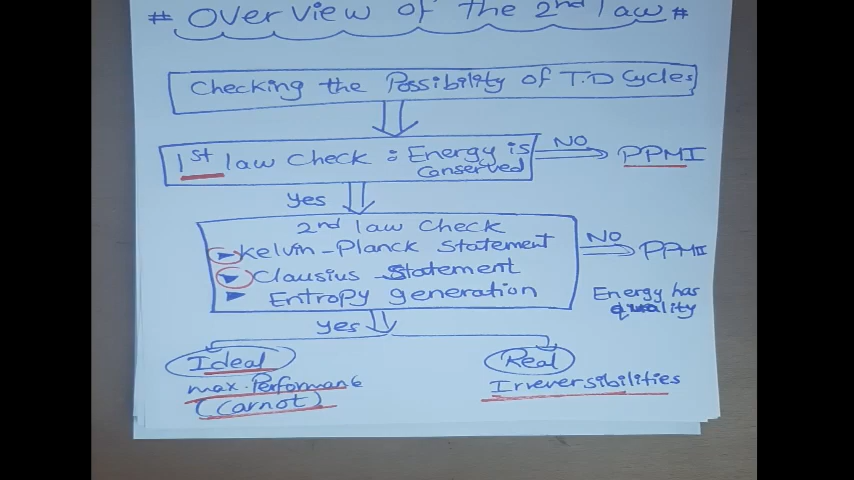 # Overview of the 2nd law #
Checking the Possibility of T.D Cycles
1st law check : Energy is conserved
NO
PPMI
Yes
2nd law Check
► Kelvin-Planck Statement
► Clausius Statement
► Entropy generation
NO
PPMII
Energy has
quality
Yes
Ideal
max. Performance
(Carnot)
Real
Irreversibilities